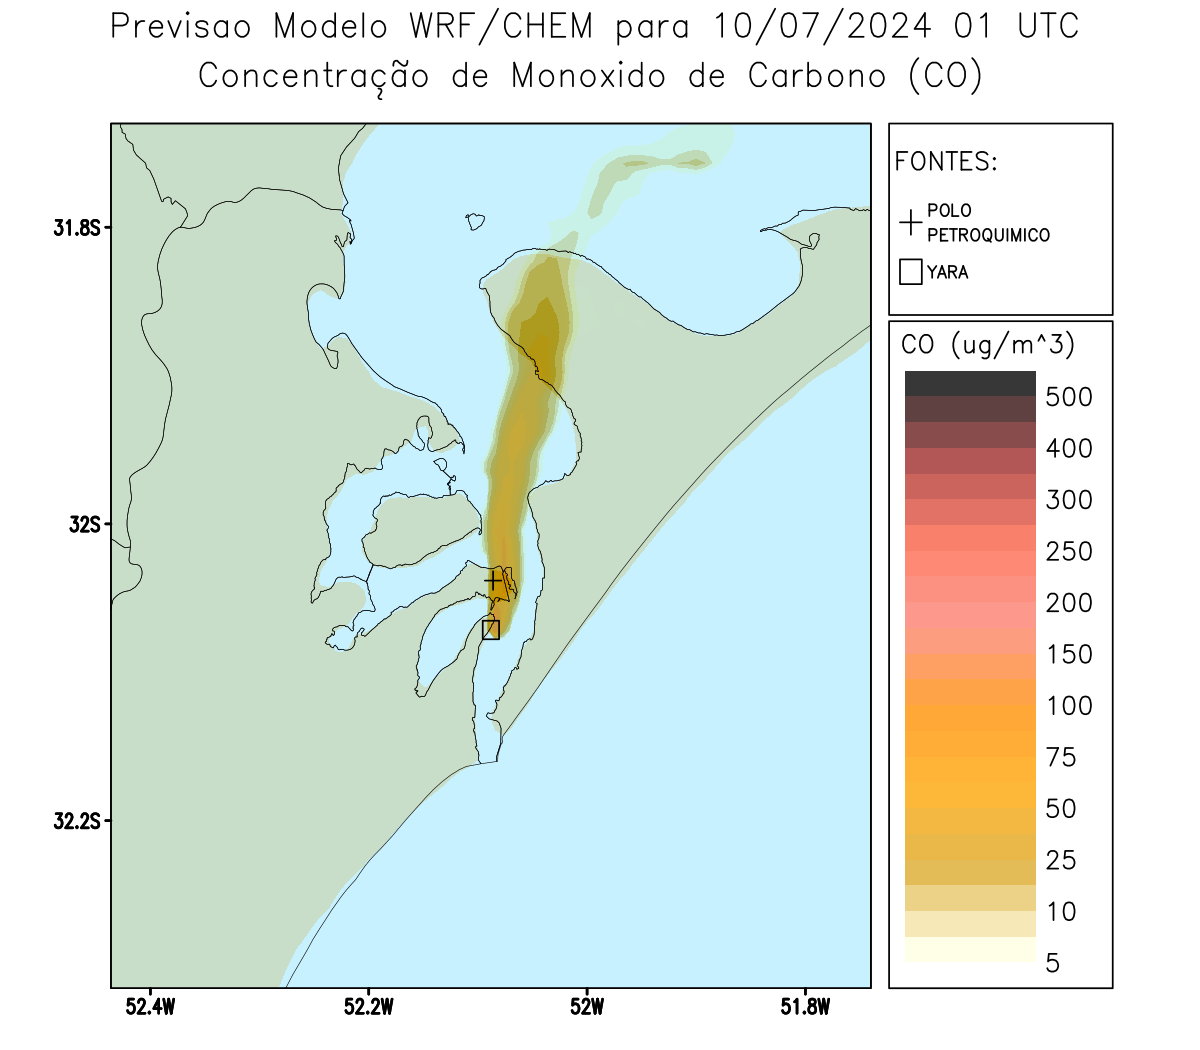 Previsao Modelo WRF/CHEM para 10/07/2024 01 UTC
Concentração de Monoxido de Carbono (CO)
FONTES:
POLO
PETROQUIMICO
YARA
CO (ug/m^3)
500
400
300
250
200
150
100
75
50
25
10
5
31.8S
32S
32.2S
52.4W
52.2W
52W
51.8W